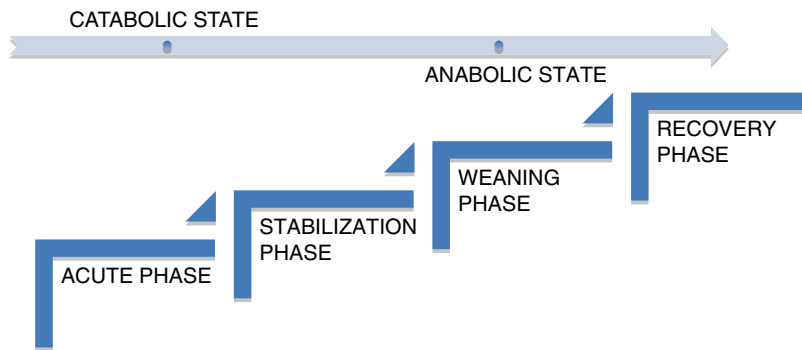 CATABOLIC STATE
ANABOLIC STATE
RECOVERY
PHASE
WEANING
PHASE
STABILIZATION
PHASE
ACUTE PHASE